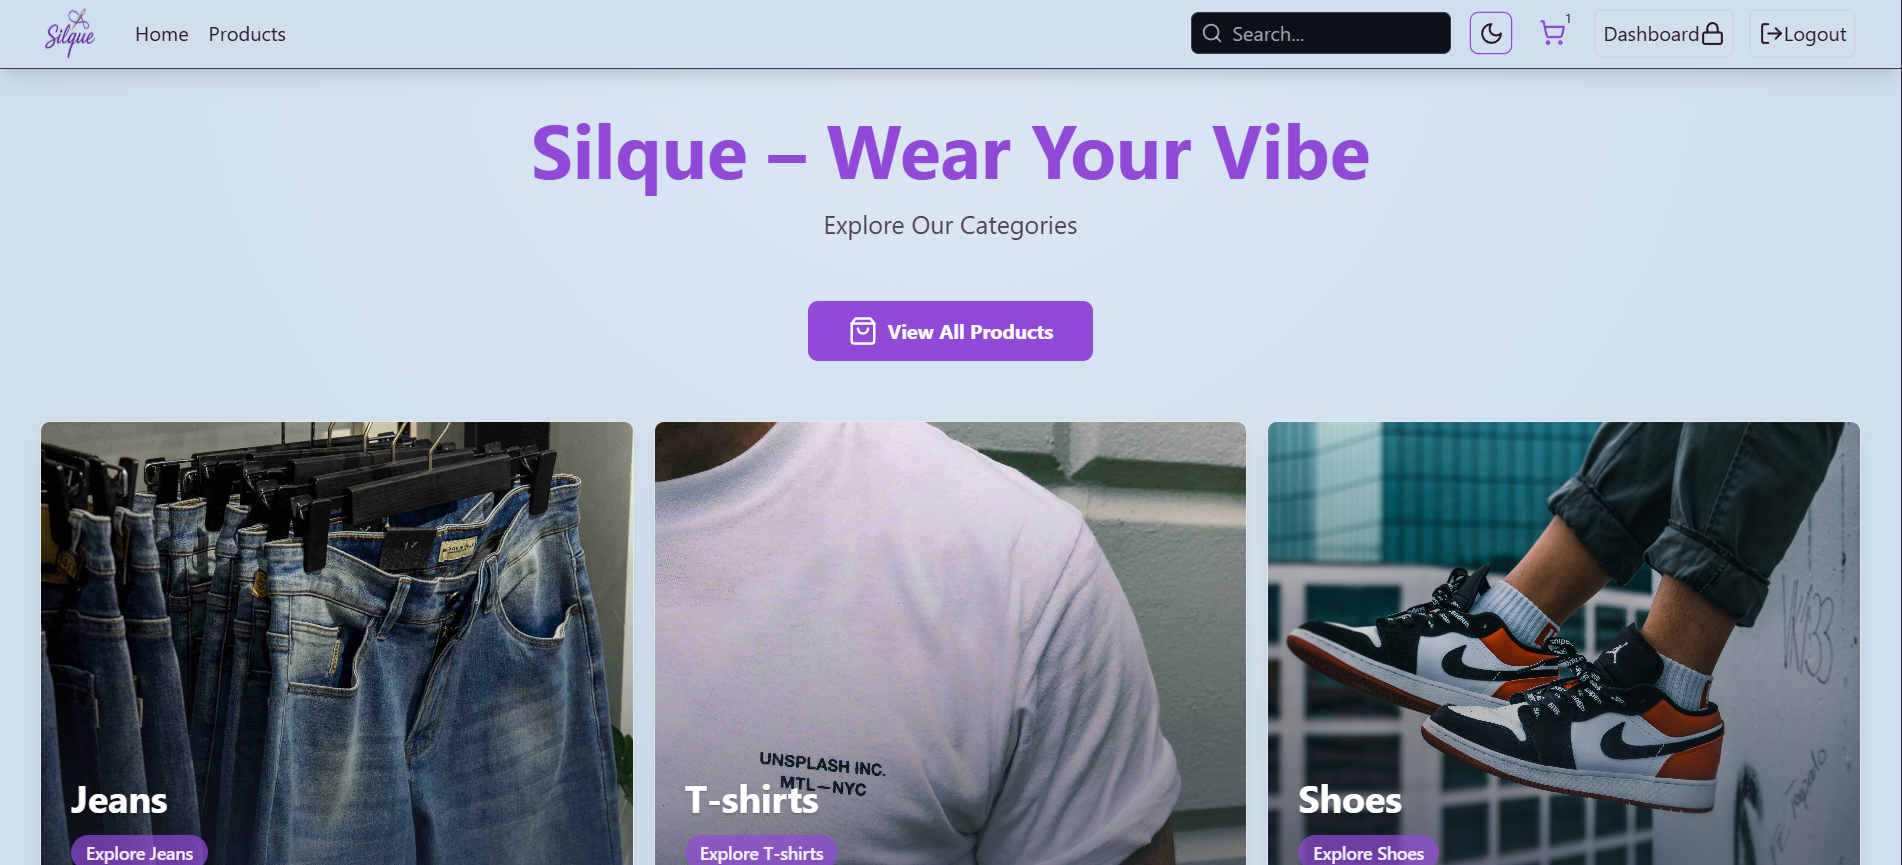 Silque
Home
Products
Search...
1
Dashboard
Logout
Silque – Wear Your Vibe
Explore Our Categories
View All Products
UNSPLASH INC.
MTL—NYC
Jeans
T-shirts
Shoes
Explore Jeans
Explore T-shirts
Explore Shoes